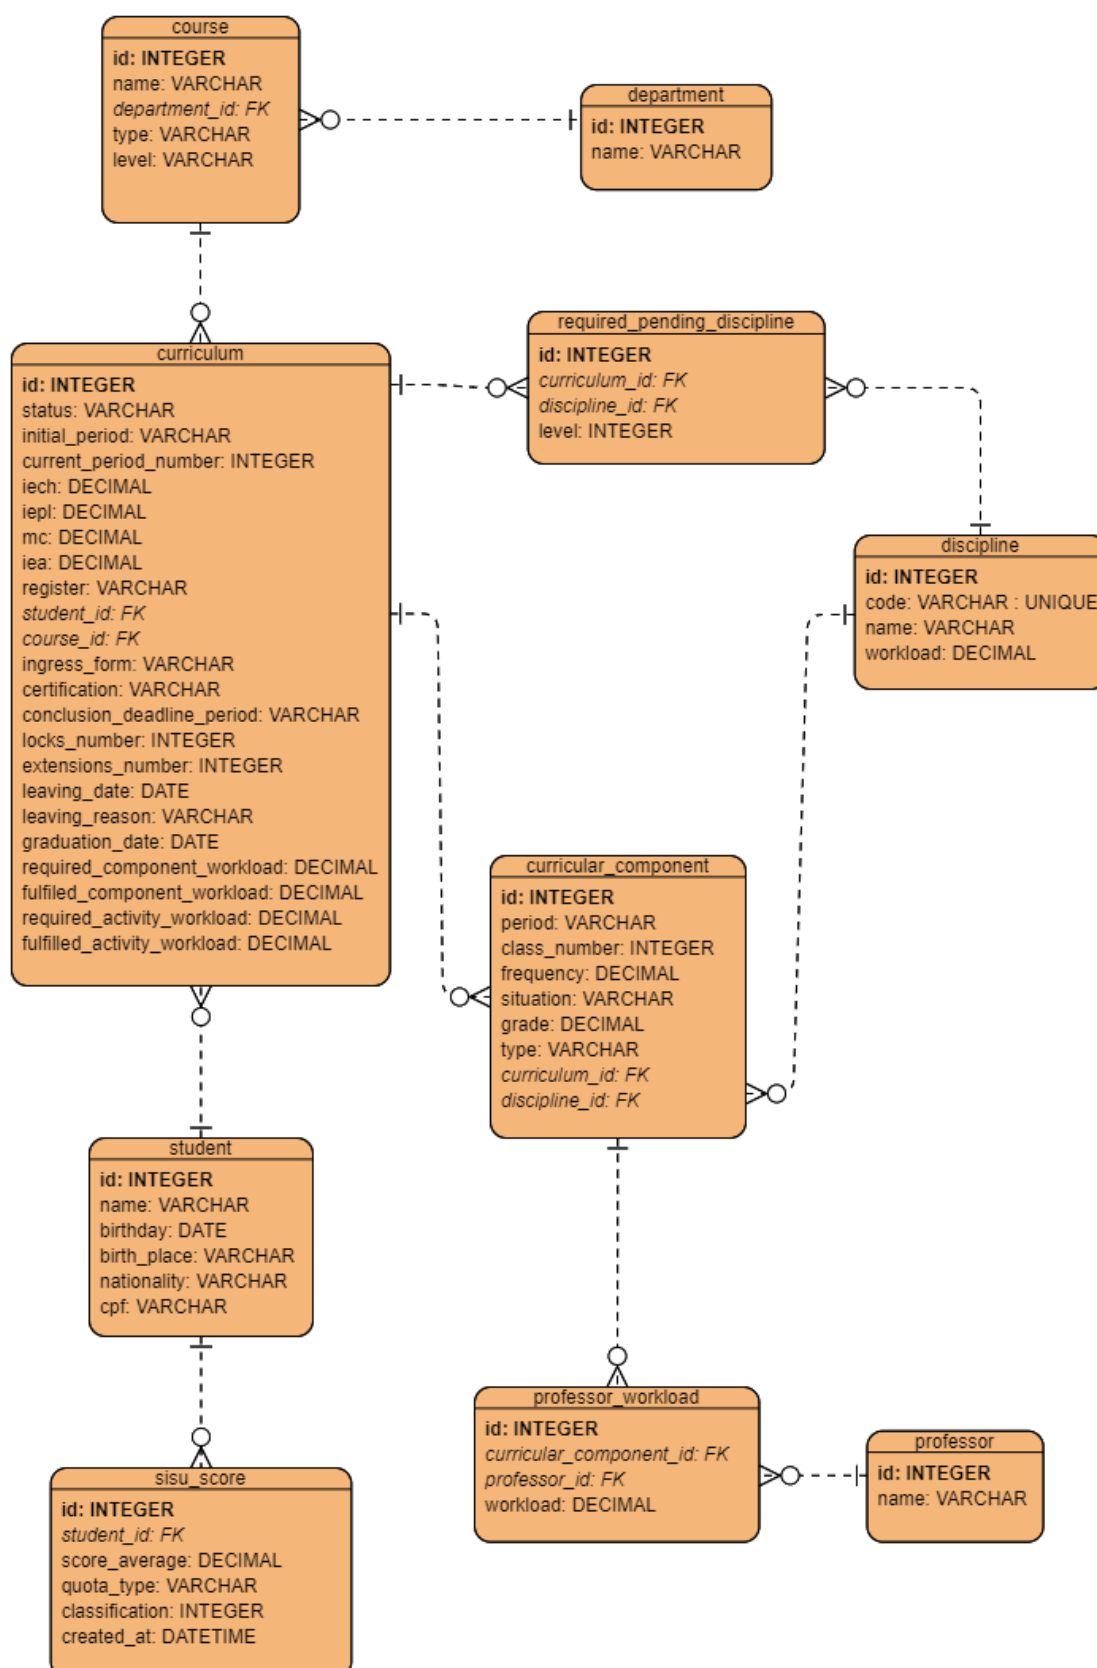 course
id: INTEGER
name: VARCHAR
department_id: FK
type: VARCHAR
level: VARCHAR
department
id: INTEGER
name: VARCHAR
required_pending_discipline
id: INTEGER
curriculum_id: FK
discipline_id: FK
level: INTEGER
curriculum
id: INTEGER
status: VARCHAR
initial_period: VARCHAR
current_period_number: INTEGER
iech: DECIMAL
iepl: DECIMAL
mc: DECIMAL
iea: DECIMAL
register: VARCHAR
student_id: FK
course_id: FK
ingress_form: VARCHAR
certification: VARCHAR
conclusion_deadline_period: VARCHAR
locks_number: INTEGER
extensions_number: INTEGER
leaving_date: DATE
leaving_reason: VARCHAR
graduation_date: DATE
required_component_workload: DECIMAL
fulfiled_component_workload: DECIMAL
required_activity_workload: DECIMAL
fulfilled_activity_workload: DECIMAL
discipline
id: INTEGER
code: VARCHAR : UNIQUE
name: VARCHAR
workload: DECIMAL
curricular_component
id: INTEGER
period: VARCHAR
class_number: INTEGER
frequency: DECIMAL
situation: VARCHAR
grade: DECIMAL
type: VARCHAR
curriculum_id: FK
discipline_id: FK
student
id: INTEGER
name: VARCHAR
birthday: DATE
birth_place: VARCHAR
nationality: VARCHAR
cpf: VARCHAR
professor_workload
id: INTEGER
curricular_component_id: FK
professor_id: FK
workload: DECIMAL
professor
id: INTEGER
name: VARCHAR
sisu_score
id: INTEGER
student_id: FK
score_average: DECIMAL
quota_type: VARCHAR
classification: INTEGER
created_at: DATETIME